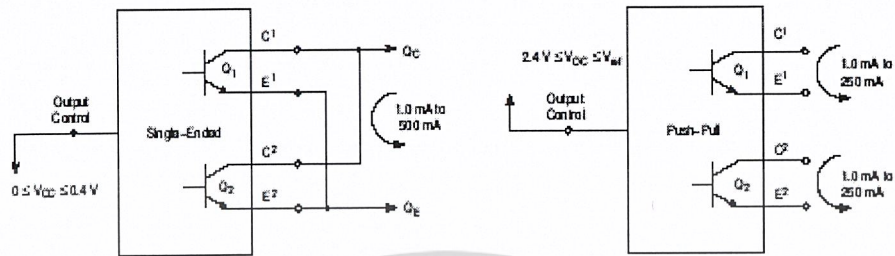 C1
Q1
E1
QC
Output
Control
Single-Ended
1.0 mA to
500 mA
C2
Q2
E2
QE
0 ≤ VOC ≤ 0.4 V
2.4 V ≤ VOC ≤ Vref
Output
Control
Push-Pull
C1
Q1
E1
1.0 mA to
250 mA
C2
Q2
E2
1.0 mA to
250 mA